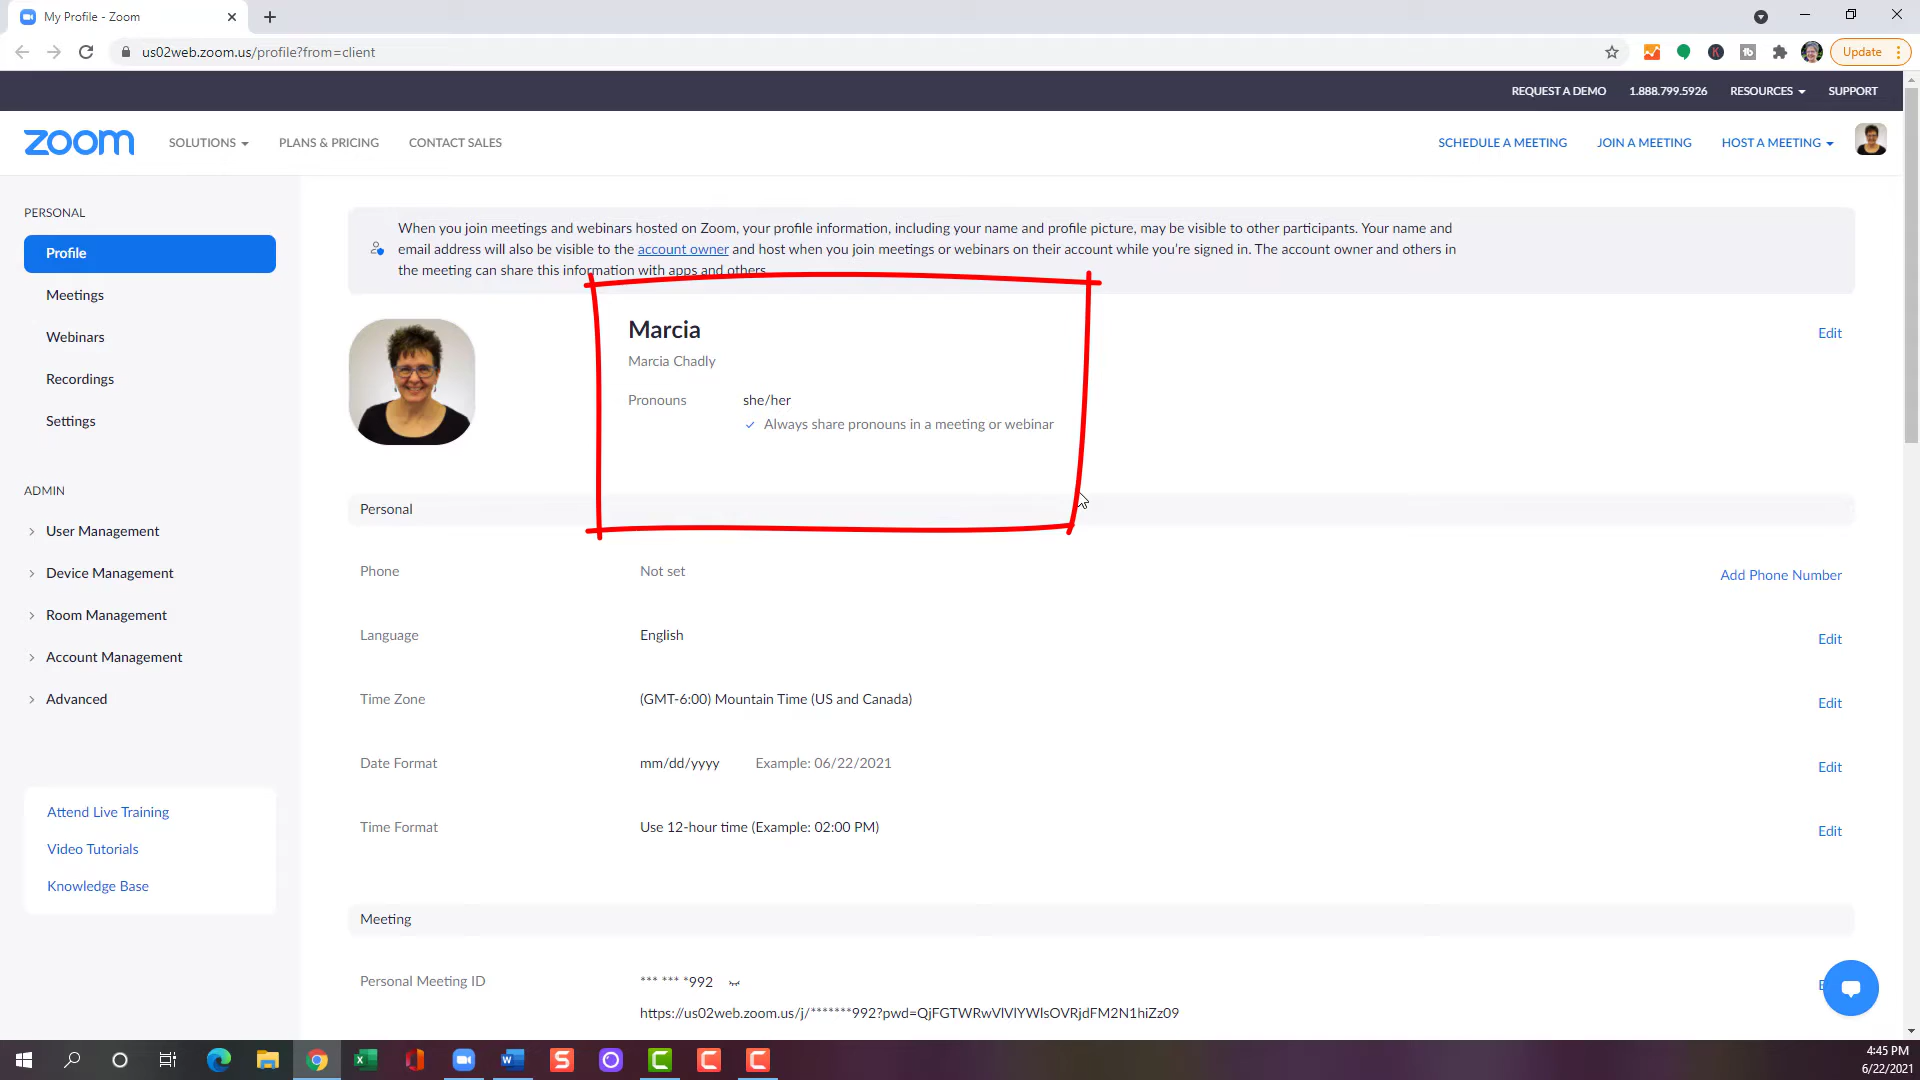 My Profile - Zoom
us02web.zoom.us/profile?from=client
Update
REQUEST A DEMO 1.888.799.5926 RESOURCES SUPPORT
zoom SOLUTIONS PLANS & PRICING CONTACT SALES SCHEDULE A MEETING JOIN A MEETING HOST A MEETING
PERSONAL
Profile
Meetings
Webinars
Recordings
Settings
ADMIN
User Management
Device Management
Room Management
Account Management
Advanced
Attend Live Training
Video Tutorials
Knowledge Base
When you join meetings and webinars hosted on Zoom, your profile information, including your name and profile picture, may be visible to other participants. Your name and
email address will also be visible to the account owner and host when you join meetings or webinars on their account while you're signed in. The account owner and others in
the meeting can share this information with apps and others.
Marcia Edit
Marcia Chadly
Pronouns she/her
Always share pronouns in a meeting or webinar
Personal
Phone Not set Add Phone Number
Language English Edit
Time Zone (GMT-6:00) Mountain Time (US and Canada) Edit
Date Format mm/dd/yyyy Example: 06/22/2021 Edit
Time Format Use 12-hour time (Example: 02:00 PM) Edit
Meeting
Personal Meeting ID *** *** *992
https://us02web.zoom.us/j/*******992?pwd=QjFGTWRwVlVlYWlsOVRjdFM2N1hiZz09
4:45 PM
6/22/2021